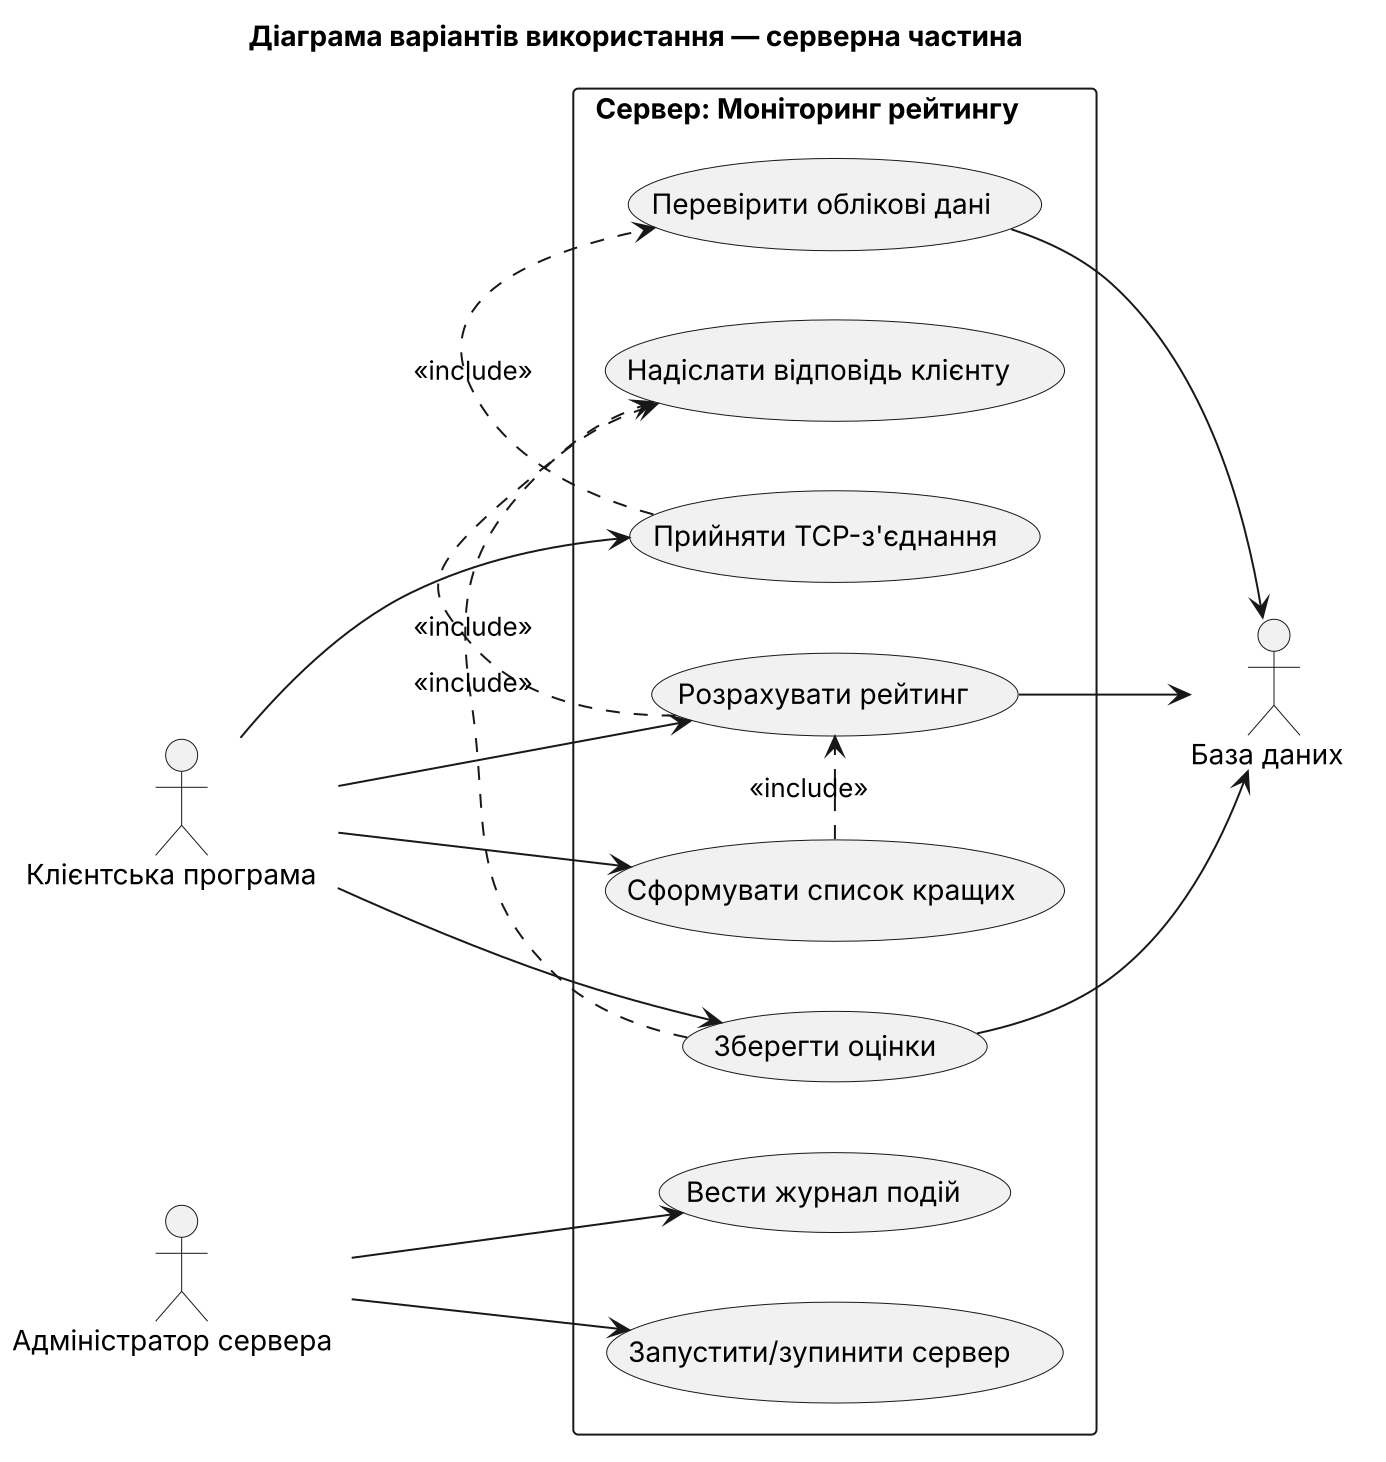 Діаграма варіантів використання — серверна частина
Сервер: Моніторинг рейтингу
Перевірити облікові дані
«include»
Надіслати відповідь клієнту
Прийняти TCP-з'єднання
«include»
«include»
Розрахувати рейтинг
База даних
«include»
Клієнтська програма
Сформувати список кращих
Зберегти оцінки
Вести журнал подій
Адміністратор сервера
Запустити/зупинити сервер